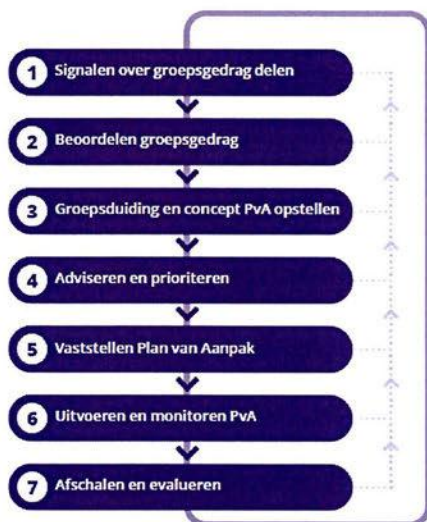 1 Signalen over groepsgedrag delen
2 Beoordelen groepsgedrag
3 Groepsduiding en concept PvA opstellen
4 Adviseren en prioriteren
5 Vaststellen Plan van Aanpak
6 Uitvoeren en monitoren PvA
7 Afschalen en evalueren